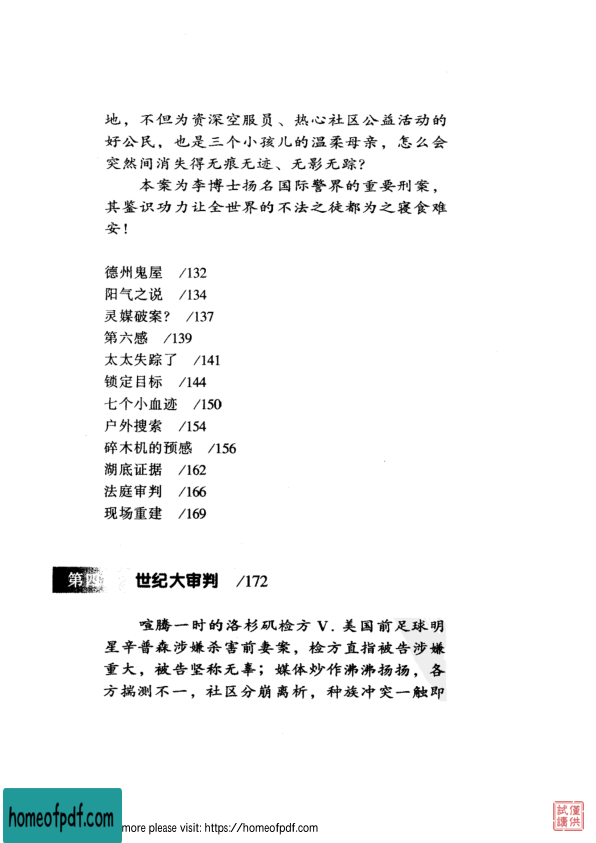 地，不但为资深空服员、热心社区公益活动的
好公民，也是三个小孩儿的温柔母亲，怎么会
突然间消失得无痕无迹、无影无踪？
本案为李博士扬名国际警界的重要刑案，
其鉴识功力让全世界的不法之徒都为之寝食难
安！
德州鬼屋 /132
阳气之说 /134
灵媒破案？ /137
第六感 /139
太太失踪了 /141
锁定目标 /144
七个小血迹 /150
户外搜索 /154
碎木机的预感 /156
湖底证据 /162
法庭审判 /166
现场重建 /169
第四 世纪大审判 /172
喧腾一时的洛杉矶检方 V. 美国前足球明
星辛普森涉嫌杀害前妻案，检方直指被告涉嫌
重大，被告坚称无辜；媒体炒作沸沸扬扬，各
方揣测不一，社区分崩离析，种族冲突一触即
homeofpdf.com
more please visit: https://homeofpdf.com
僅供
試讀